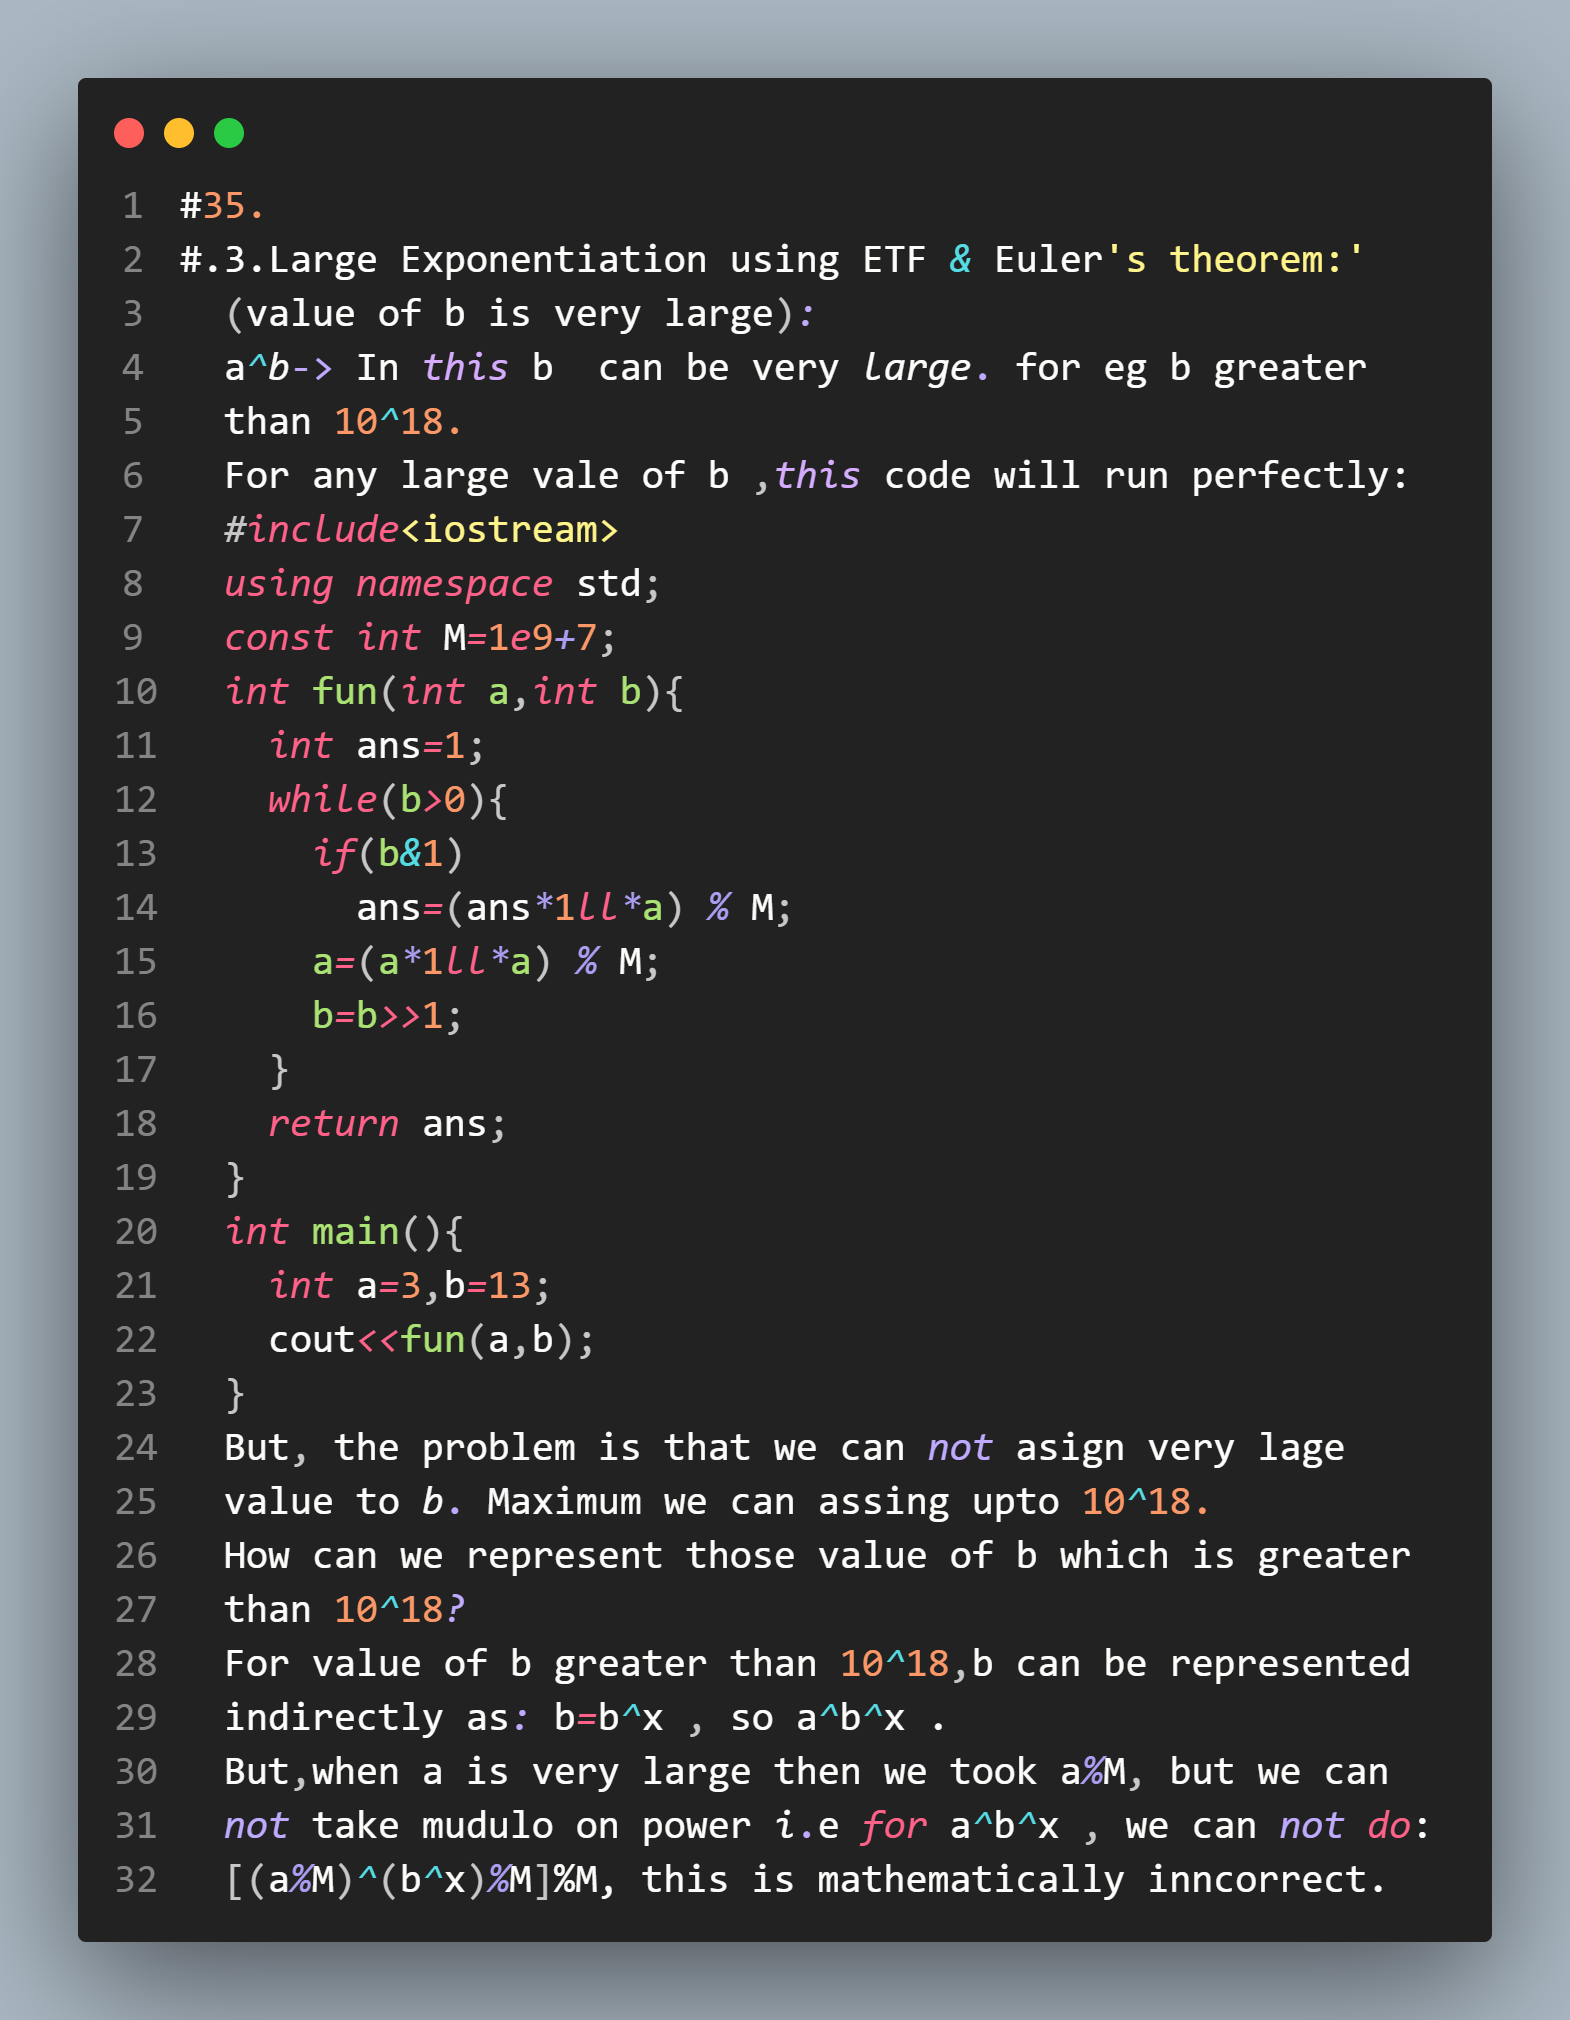 1 #35.
2 #.3.Large Exponentiation using ETF & Euler's theorem:'
3   (value of b is very large):
4   a^b-> In this b  can be very large. for eg b greater
5   than 10^18.
6   For any large vale of b ,this code will run perfectly:
7   #include<iostream>
8   using namespace std;
9   const int M=1e9+7;
10   int fun(int a,int b){
11     int ans=1;
12     while(b>0){
13       if(b&1)
14         ans=(ans*1ll*a) % M;
15       a=(a*1ll*a) % M;
16       b=b>>1;
17     }
18     return ans;
19   }
20   int main(){
21     int a=3,b=13;
22     cout<<fun(a,b);
23   }
24   But, the problem is that we can not asign very lage
25   value to b. Maximum we can assing upto 10^18.
26   How can we represent those value of b which is greater
27   than 10^18?
28   For value of b greater than 10^18,b can be represented
29   indirectly as: b=b^x , so a^b^x .
30   But,when a is very large then we took a%M, but we can
31   not take mudulo on power i.e for a^b^x , we can not do:
32   [(a%M)^(b^x)%M]%M, this is mathematically inncorrect.